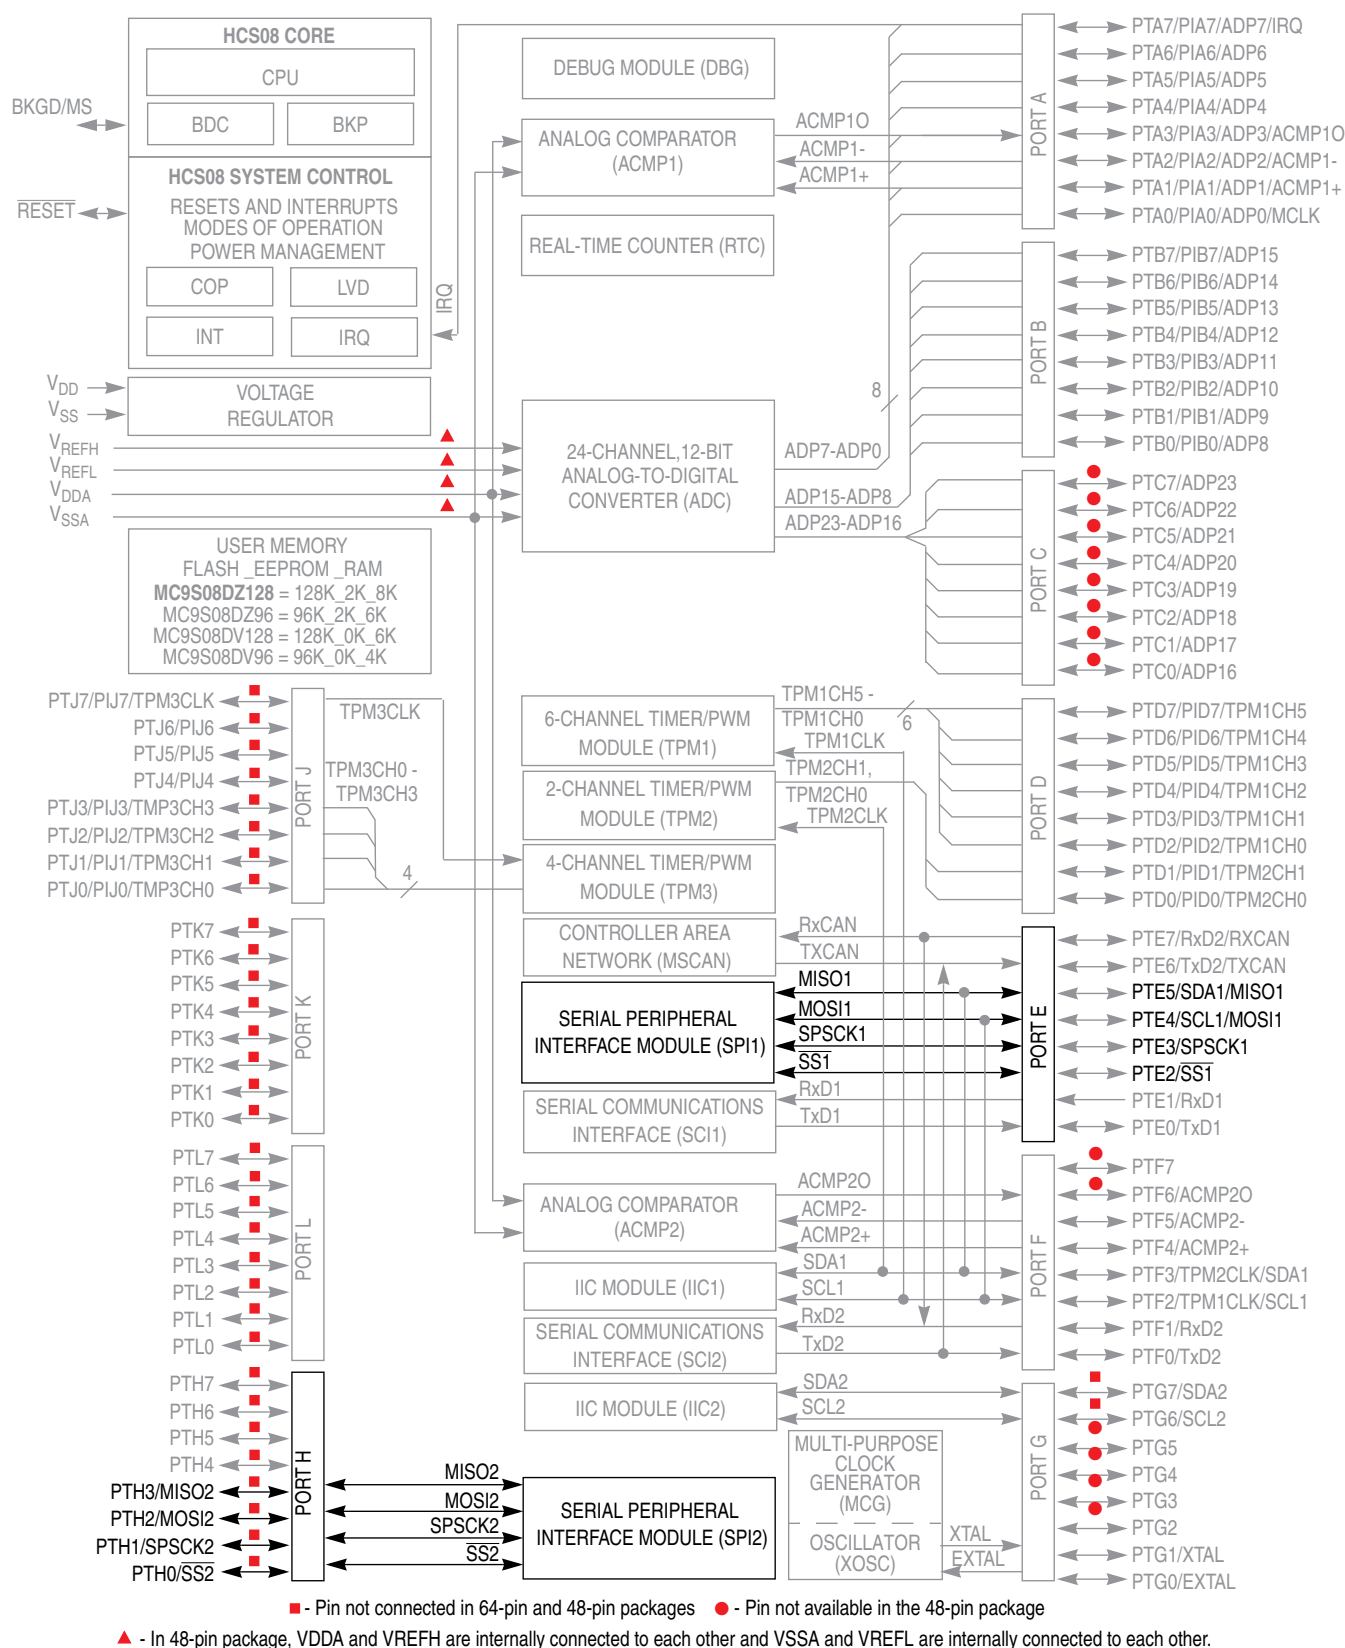 HCS08 CORE
CPU
BDC
BKP
BKGD/MS
HCS08 SYSTEM CONTROL
RESETS AND INTERRUPTS
MODES OF OPERATION
POWER MANAGEMENT
COP
LVD
INT
IRQ
RESET
IRQ
VDD
VSS
VOLTAGE
REGULATOR
VREFH
VREFL
VDDA
VSSA
USER MEMORY
FLASH _EEPROM _RAM
MC9S08DZ128 = 128K_2K_8K
MC9S08DZ96 = 96K_2K_6K
MC9S08DV128 = 128K_0K_6K
MC9S08DV96 = 96K_0K_4K
DEBUG MODULE (DBG)
ANALOG COMPARATOR
(ACMP1)
ACMP1O
ACMP1-
ACMP1+
REAL-TIME COUNTER (RTC)
24-CHANNEL,12-BIT
ANALOG-TO-DIGITAL
CONVERTER (ADC)
8
ADP7-ADP0
ADP15-ADP8
ADP23-ADP16
PORT A
PTA7/PIA7/ADP7/IRQ
PTA6/PIA6/ADP6
PTA5/PIA5/ADP5
PTA4/PIA4/ADP4
PTA3/PIA3/ADP3/ACMP1O
PTA2/PIA2/ADP2/ACMP1-
PTA1/PIA1/ADP1/ACMP1+
PTA0/PIA0/ADP0/MCLK
PORT B
PTB7/PIB7/ADP15
PTB6/PIB6/ADP14
PTB5/PIB5/ADP13
PTB4/PIB4/ADP12
PTB3/PIB3/ADP11
PTB2/PIB2/ADP10
PTB1/PIB1/ADP9
PTB0/PIB0/ADP8
PORT C
PTC7/ADP23
PTC6/ADP22
PTC5/ADP21
PTC4/ADP20
PTC3/ADP19
PTC2/ADP18
PTC1/ADP17
PTC0/ADP16
PTJ7/PIJ7/TPM3CLK
PTJ6/PIJ6
PTJ5/PIJ5
PTJ4/PIJ4
PTJ3/PIJ3/TMP3CH3
PTJ2/PIJ2/TPM3CH2
PTJ1/PIJ1/TPM3CH1
PTJ0/PIJ0/TMP3CH0
PORT J
TPM3CLK
TPM3CH0 -
TPM3CH3
4
6-CHANNEL TIMER/PWM
MODULE (TPM1)
TPM1CH5 -
TPM1CH0
6
TPM1CLK
2-CHANNEL TIMER/PWM
MODULE (TPM2)
TPM2CH1,
TPM2CH0
TPM2CLK
4-CHANNEL TIMER/PWM
MODULE (TPM3)
PORT D
PTD7/PID7/TPM1CH5
PTD6/PID6/TPM1CH4
PTD5/PID5/TPM1CH3
PTD4/PID4/TPM1CH2
PTD3/PID3/TPM1CH1
PTD2/PID2/TPM1CH0
PTD1/PID1/TPM2CH1
PTD0/PID0/TPM2CH0
PTK7
PTK6
PTK5
PTK4
PTK3
PTK2
PTK1
PTK0
PORT K
CONTROLLER AREA
NETWORK (MSCAN)
RxCAN
TXCAN
SERIAL PERIPHERAL
INTERFACE MODULE (SPI1)
MISO1
MOSI1
SPSCK1
SS1
SERIAL COMMUNICATIONS
INTERFACE (SCI1)
RxD1
TxD1
PORT E
PTE7/RxD2/RXCAN
PTE6/TxD2/TXCAN
PTE5/SDA1/MISO1
PTE4/SCL1/MOSI1
PTE3/SPSCK1
PTE2/SS1
PTE1/RxD1
PTE0/TxD1
PTL7
PTL6
PTL5
PTL4
PTL3
PTL2
PTL1
PTL0
PORT L
ANALOG COMPARATOR
(ACMP2)
ACMP2O
ACMP2-
ACMP2+
IIC MODULE (IIC1)
SDA1
SCL1
SERIAL COMMUNICATIONS
INTERFACE (SCI2)
RxD2
TxD2
PORT F
PTF7
PTF6/ACMP2O
PTF5/ACMP2-
PTF4/ACMP2+
PTF3/TPM2CLK/SDA1
PTF2/TPM1CLK/SCL1
PTF1/RxD2
PTF0/TxD2
PTH7
PTH6
PTH5
PTH4
PTH3/MISO2
PTH2/MOSI2
PTH1/SPSCK2
PTH0/SS2
PORT H
MISO2
MOSI2
SPSCK2
SS2
IIC MODULE (IIC2)
SDA2
SCL2
SERIAL PERIPHERAL
INTERFACE MODULE (SPI2)
MULTI-PURPOSE
CLOCK
GENERATOR
(MCG)
OSCILLATOR
(XOSC)
XTAL
EXTAL
PORT G
PTG7/SDA2
PTG6/SCL2
PTG5
PTG4
PTG3
PTG2
PTG1/XTAL
PTG0/EXTAL
- Pin not connected in 64-pin and 48-pin packages
- Pin not available in the 48-pin package
- In 48-pin package, VDDA and VREFH are internally connected to each other and VSSA and VREFL are internally connected to each other.